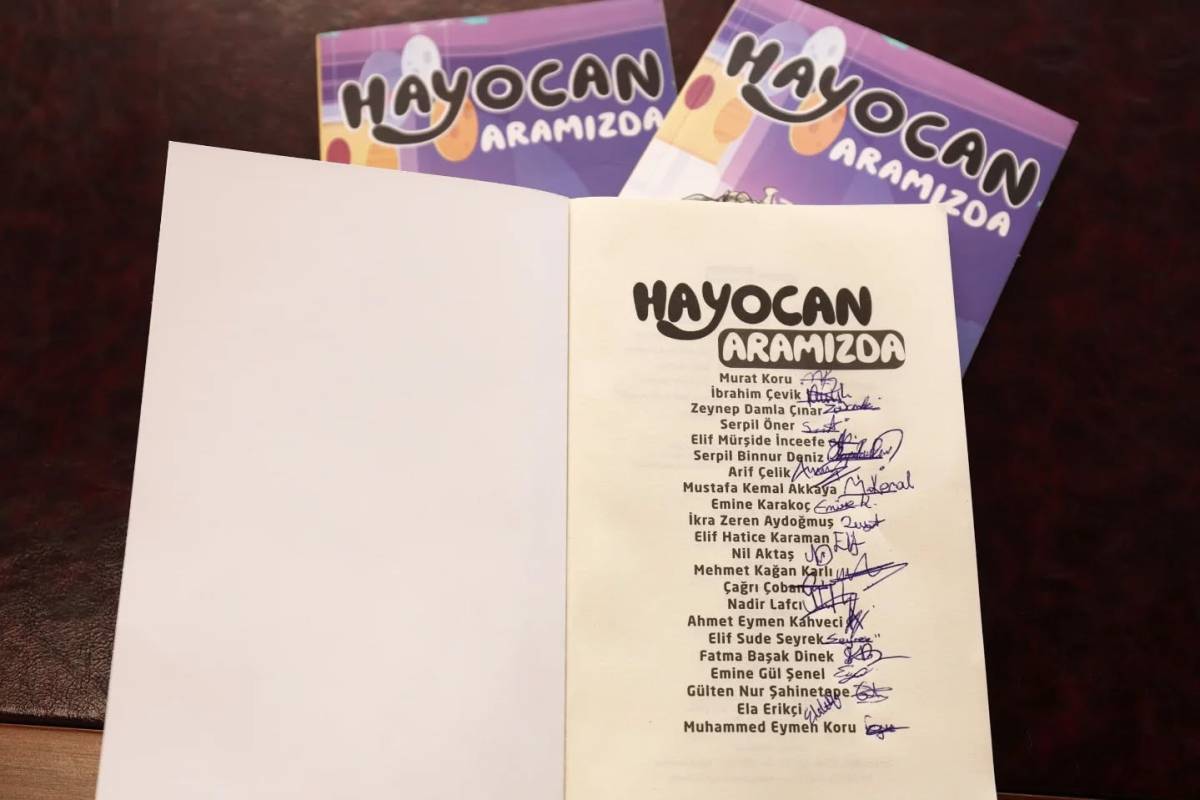 HAYOCAN
ARAMIZDA
HAYOCAN
ARAMIZDA
HAYOCAN
ARAMIZDA
Murat Koru
İbrahim Çevik
Zeynep Damla Çınar
Serpil Öner
Elif Mürşide İnceefe
Serpil Binnur Deniz
Arif Çelik
Mustafa Kemal Akkaya M.Kemal
Emine Karakoç Emine K.
İkra Zeren Aydoğmuş
Elif Hatice Karaman Elif
Nil Aktaş
Mehmet Kağan Karlı
Çağrı Çoban
Nadir Lafcı
Ahmet Eymen Kahveci
Elif Sude Seyrek
Fatma Başak Dinek
Emine Gül Şenel
Gülten Nur Şahinetepe
Ela Erikçi
Muhammed Eymen Koru